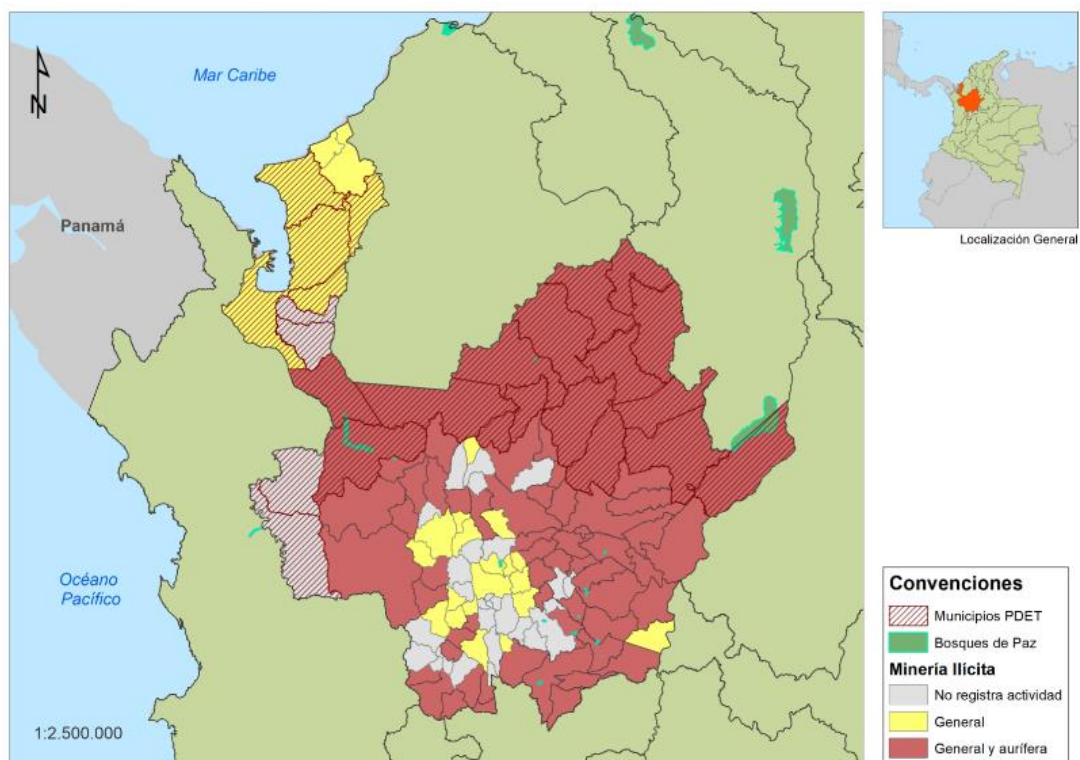 Mar Caribe
N
Panamá
Océano
Pacífico
1:2.500.000
Localización General
Convenciones
Municipios PDET
Bosques de Paz
Minería Ilícita
No registra actividad
General
General y aurífera